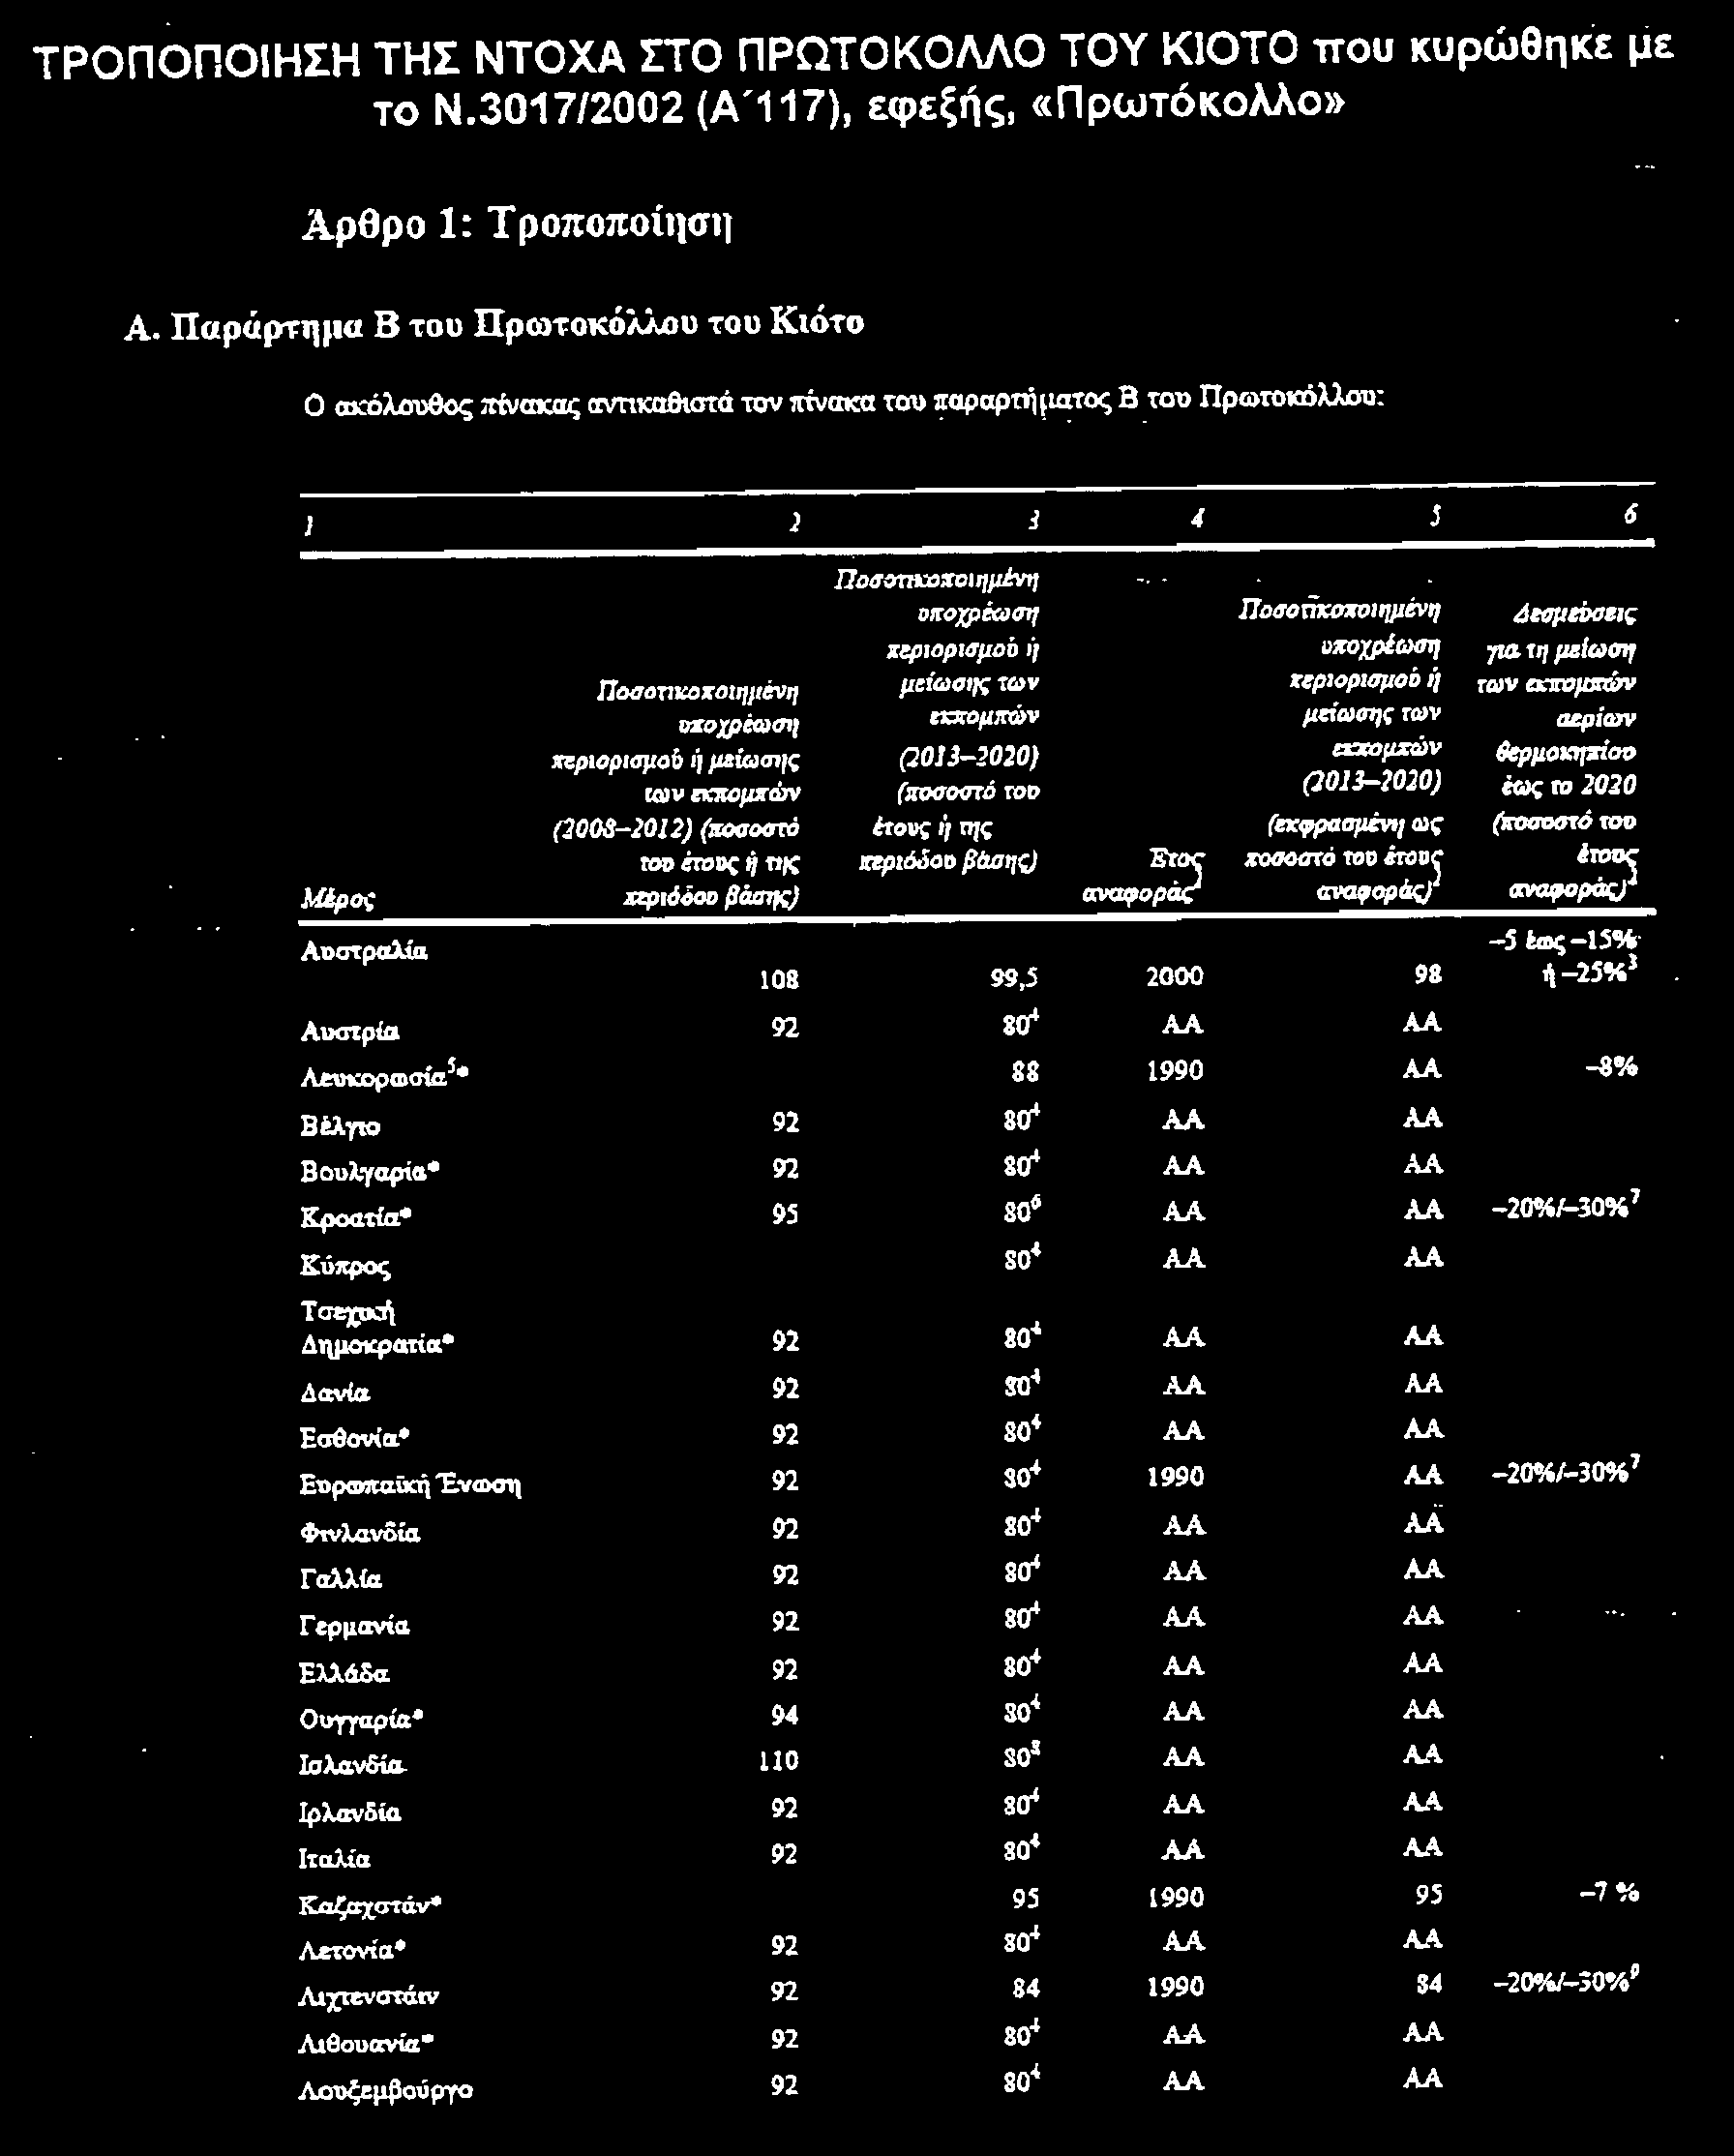 ΤΡΟΠΟΠΟΙΗΣΗ ΤΗΣ ΝΤΟΧΑ ΣΤΟ ΠΡΩΤΟΚΟΛΛΟ ΤΟΥ ΚΙΟΤΟ που κυρώθηκε με
το Ν.3017/2002 (Α΄117), εφεξής, «Πρωτόκολλο»
Άρθρο 1: Τροποποίηση
Α. Παράρτημα Β του Πρωτοκόλλου του Κιότο
Ο ακόλουθος πίνακας αντικαθιστά τον πίνακα του παραρτήματος Β του Πρωτοκόλλου:
1 2 3 4 5 6
Μέρος
Ποσοτικοποιημένη
υποχρέωση
περιορισμού ή μείωσης
των εκπομπών
(2008–2012) (ποσοστό
του έτους ή της
περιόδου βάσης)
Ποσοτικοποιημένη
υποχρέωση
περιορισμού ή
μείωσης των
εκπομπών
(2013–2020)
(ποσοστό του
έτους ή της
περιόδου βάσης)
Έτος
αναφοράς¹
Ποσοτικοποιημένη
υποχρέωση
περιορισμού ή
μείωσης των
εκπομπών
(2013–2020)
(εκφρασμένη ως
ποσοστό του έτους
αναφοράς)¹
Δεσμεύσεις
για τη μείωση
των εκπομπών
αερίων
θερμοκηπίου
έως το 2020
(ποσοστό του
έτους
αναφοράς)²
Αυστραλία 108 99,5 2000 98 –5 έως –15% ή –25%³
Αυστρία 92 80⁴ ΑΑ ΑΑ
Λευκορωσία⁵* 88 1990 ΑΑ –8%
Βέλγιο 92 80⁴ ΑΑ ΑΑ
Βουλγαρία* 92 80⁴ ΑΑ ΑΑ
Κροατία* 95 80⁶ ΑΑ ΑΑ –20%/–30%⁷
Κύπρος 80⁴ ΑΑ ΑΑ
Τσεχική
Δημοκρατία* 92 80⁴ ΑΑ ΑΑ
Δανία 92 80⁴ ΑΑ ΑΑ
Εσθονία* 92 80⁴ ΑΑ ΑΑ
Ευρωπαϊκή Ένωση 92 80⁴ 1990 ΑΑ –20%/–30%⁷
Φινλανδία 92 80⁴ ΑΑ ΑΑ
Γαλλία 92 80⁴ ΑΑ ΑΑ
Γερμανία 92 80⁴ ΑΑ ΑΑ
Ελλάδα 92 80⁴ ΑΑ ΑΑ
Ουγγαρία* 94 80⁴ ΑΑ ΑΑ
Ισλανδία 110 80⁸ ΑΑ ΑΑ
Ιρλανδία 92 80⁴ ΑΑ ΑΑ
Ιταλία 92 80⁴ ΑΑ ΑΑ
Καζαχστάν* 95 1990 95 –7 %
Λετονία* 92 80⁴ ΑΑ ΑΑ
Λιχτενστάιν 92 84 1990 84 –20%/–30%⁹
Λιθουανία* 92 80⁴ ΑΑ ΑΑ
Λουξεμβούργο 92 80⁴ ΑΑ ΑΑ